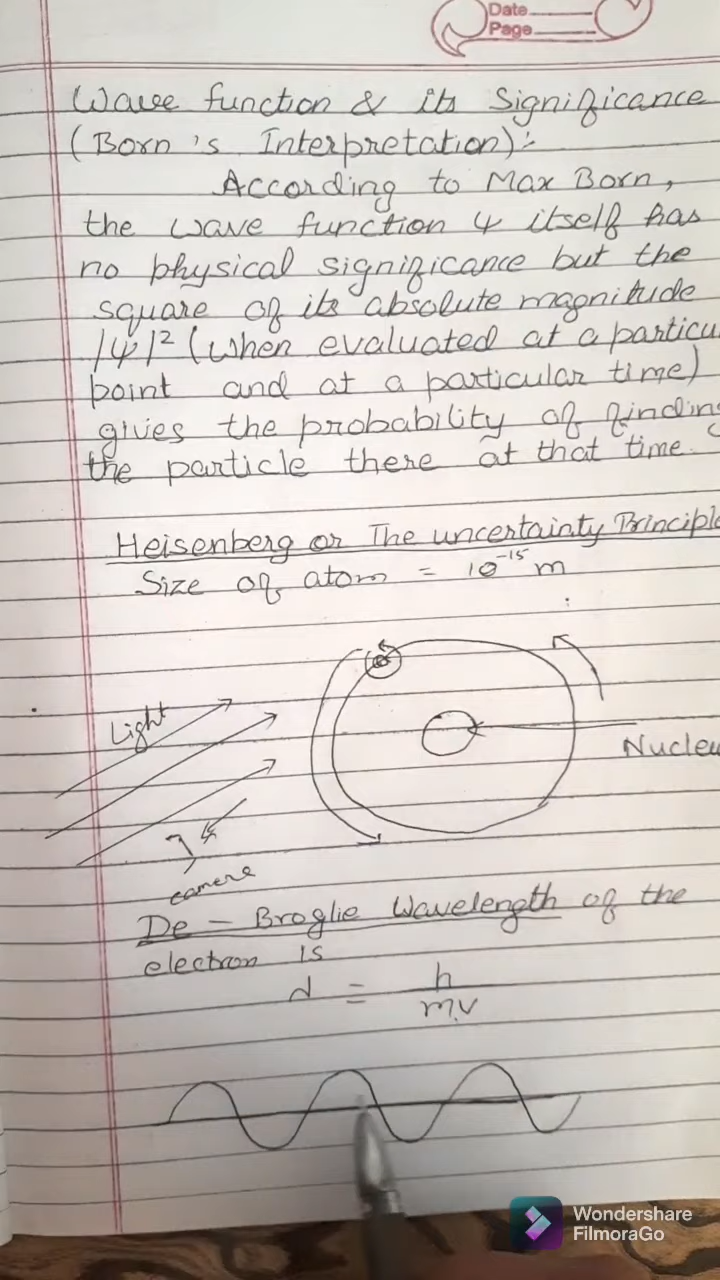 Date
Page
Wave function & its Significance
(Born's Interpretation):-
According to Max Born,
the wave function ψ itself has
no physical significance but the
square of its absolute magnitude
|ψ|² (when evaluated at a particu
point and at a particular time)
gives the probability of finding
the particle there at that time.
Heisenberg or The uncertainty Principle
Size of atom = 10⁻¹⁵ m
Light
Nucleu
camere
De - Broglie Wavelength of the
electron is
λ = h
m.v
Wondershare
FilmoraGo